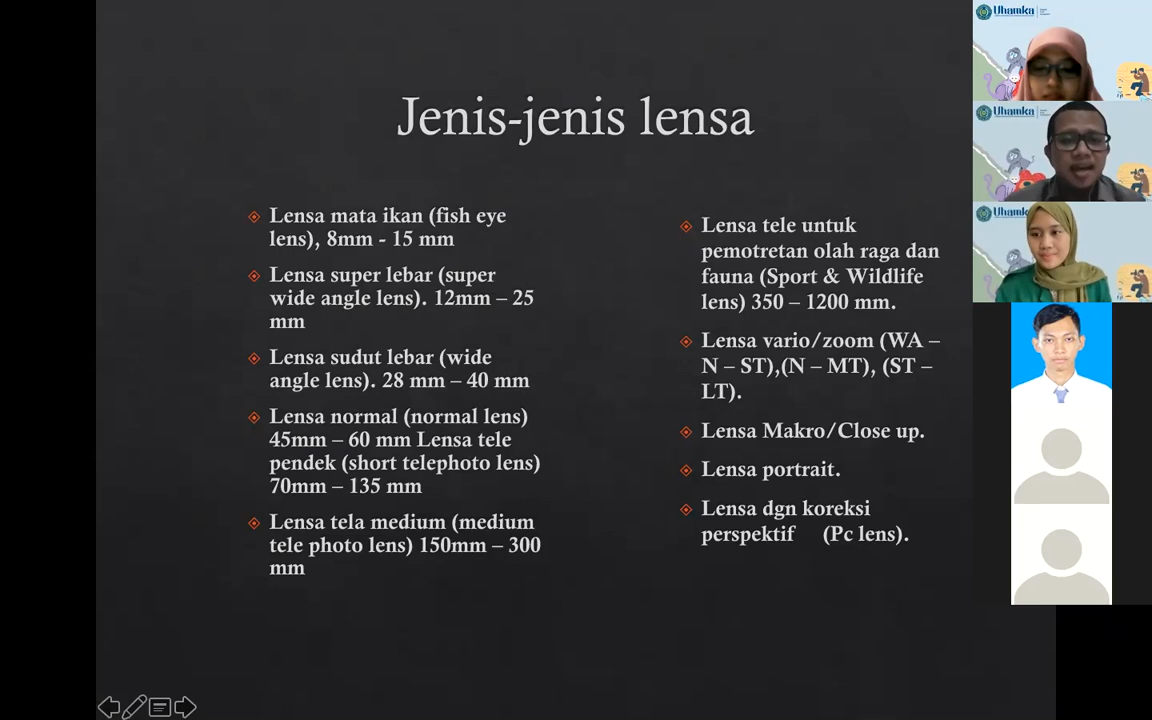 Jenis-jenis lensa
Lensa mata ikan (fish eye
lens), 8mm - 15 mm
Lensa super lebar (super
wide angle lens). 12mm – 25
mm
Lensa sudut lebar (wide
angle lens). 28 mm – 40 mm
Lensa normal (normal lens)
45mm – 60 mm Lensa tele
pendek (short telephoto lens)
70mm – 135 mm
Lensa tela medium (medium
tele photo lens) 150mm – 300
mm
Lensa tele untuk
pemotretan olah raga dan
fauna (Sport & Wildlife
lens) 350 – 1200 mm.
Lensa vario/zoom (WA –
N – ST),(N – MT), (ST –
LT).
Lensa Makro/Close up.
Lensa portrait.
Lensa dgn koreksi
perspektif (Pc lens).
Uhamka
Uhamka
Uhamka